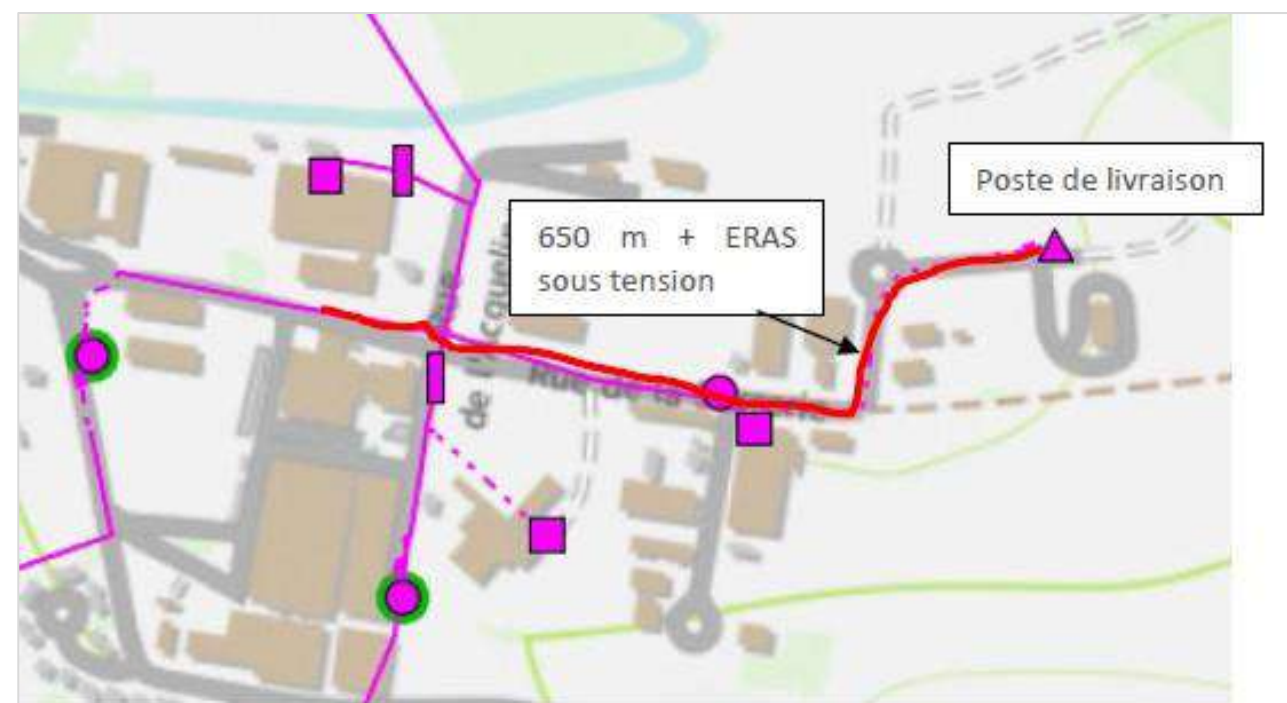 Poste de livraison
650 m + ERAS
sous tension
Rue de la